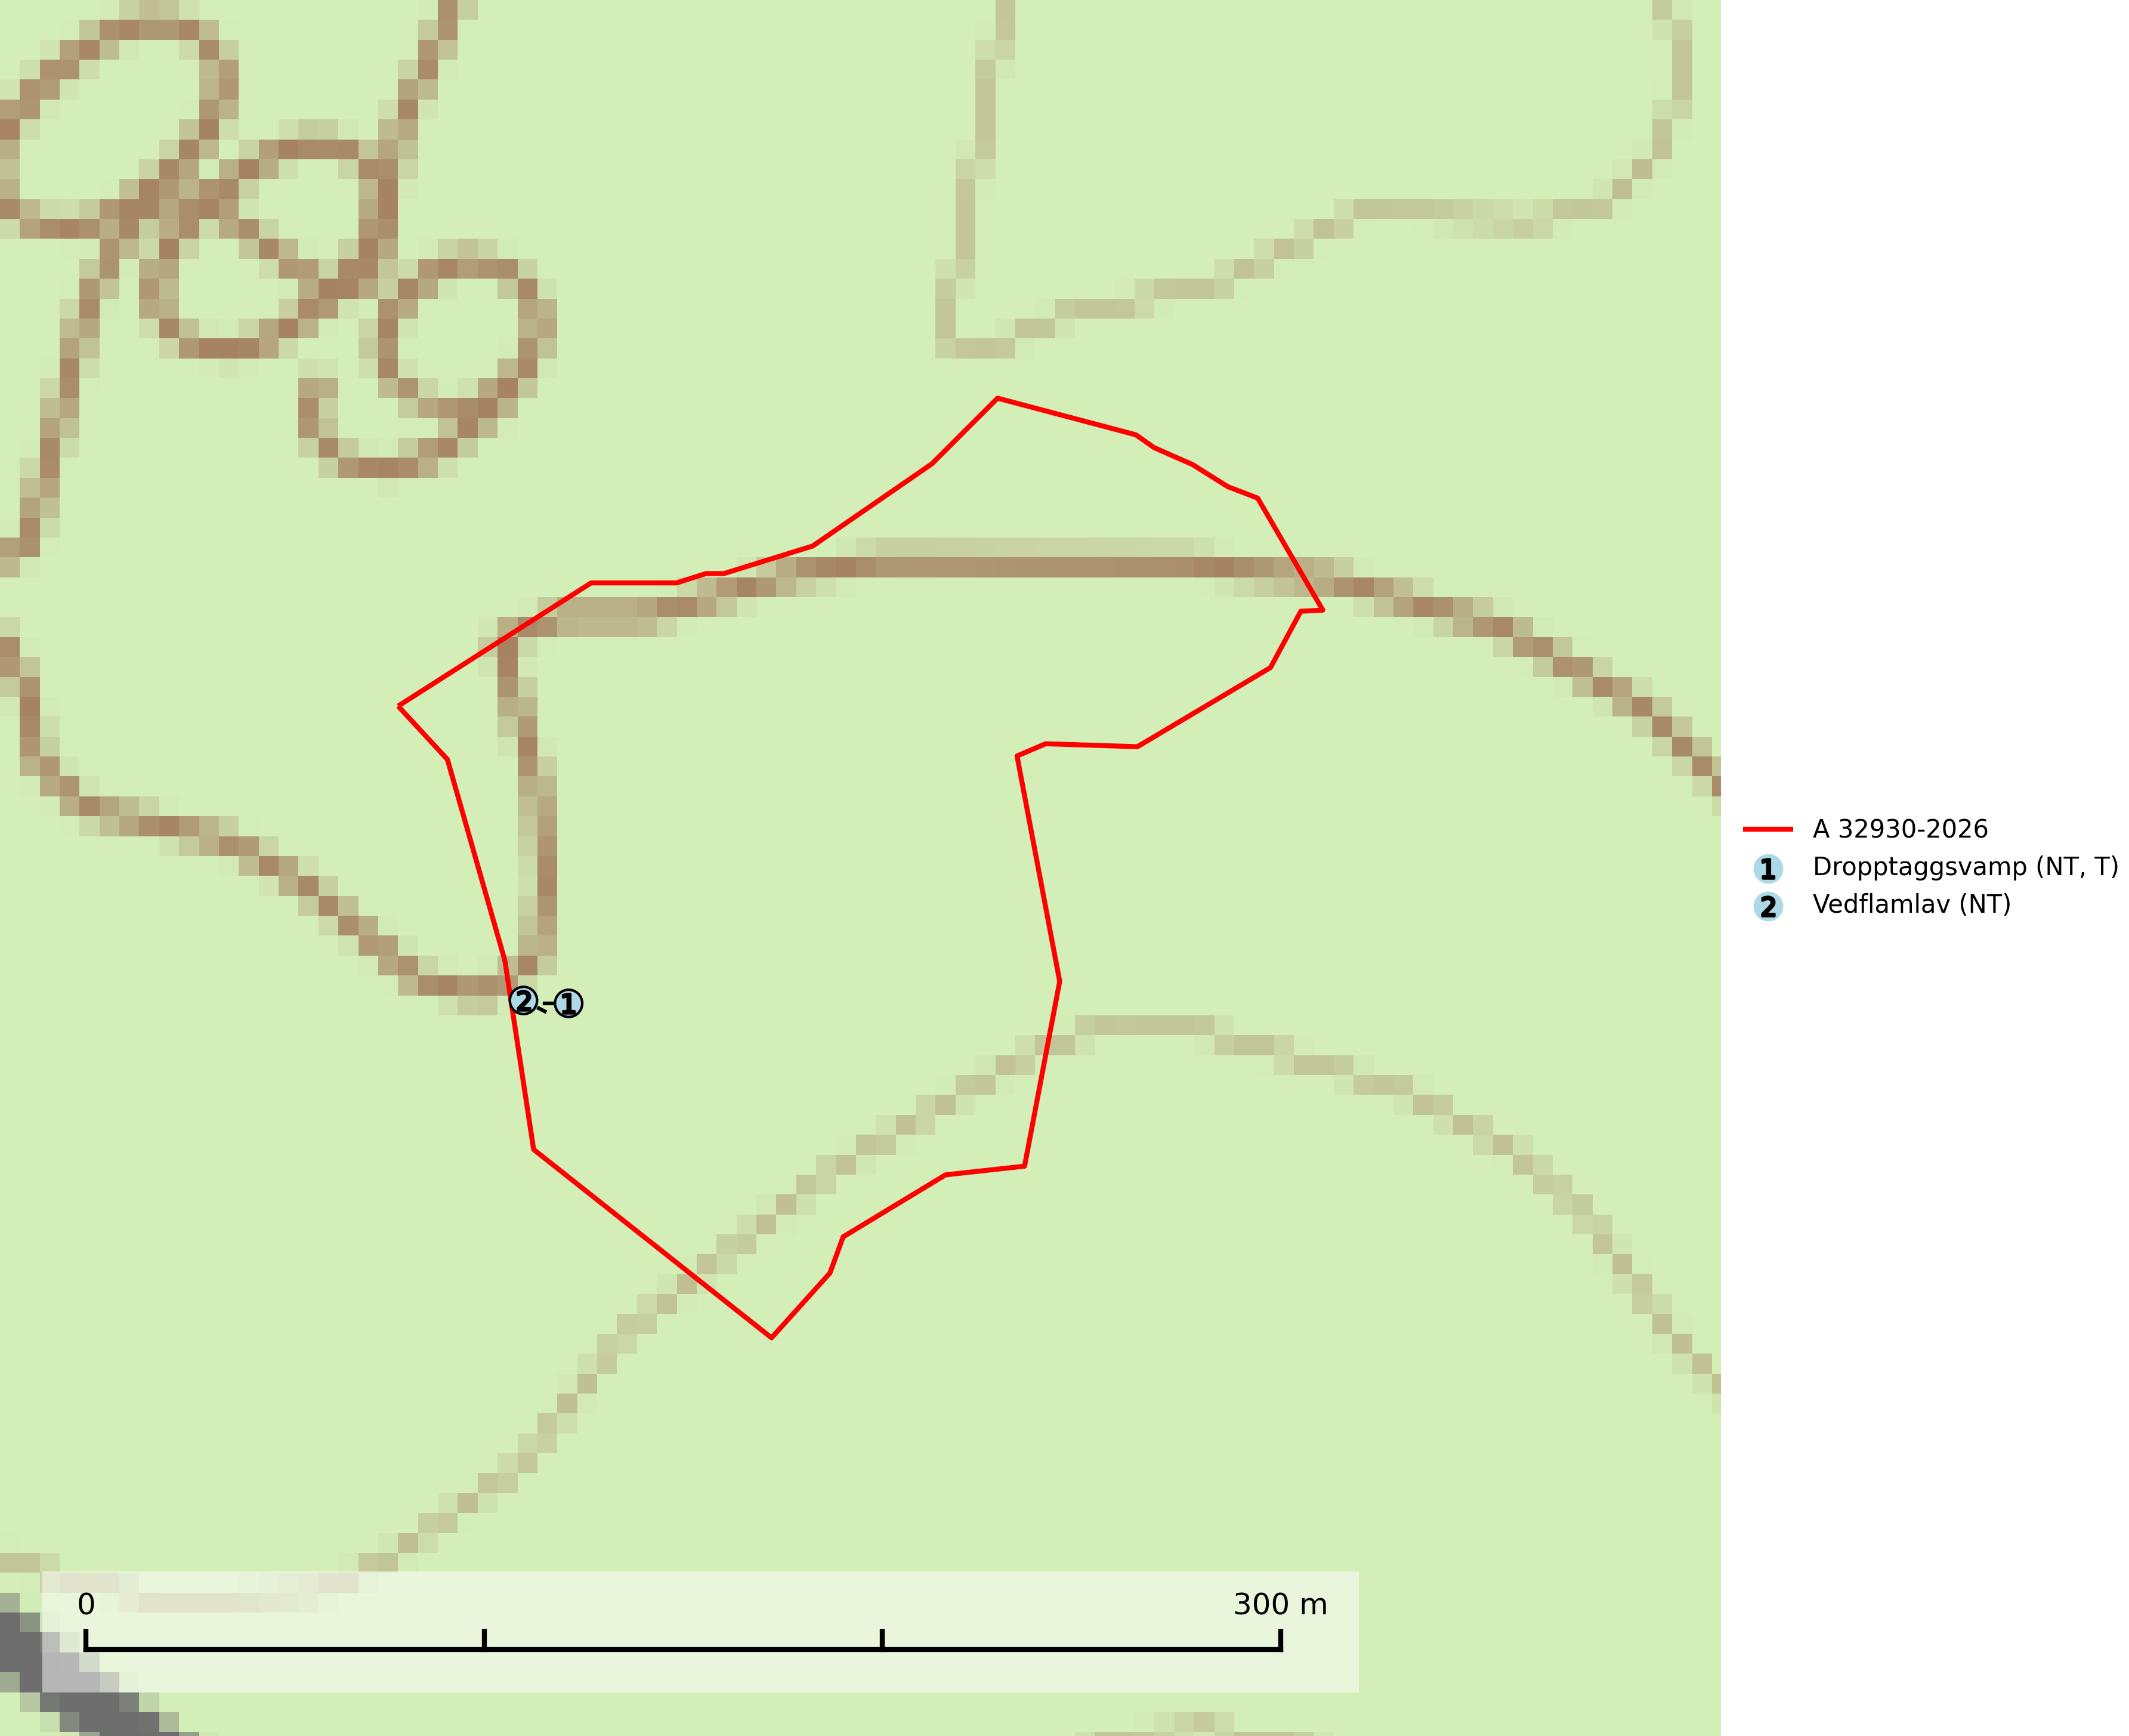 A 32930-2026
1 Dropptaggsvamp (NT, T)
2 Vedflamlav (NT)
2 1
0 300 m